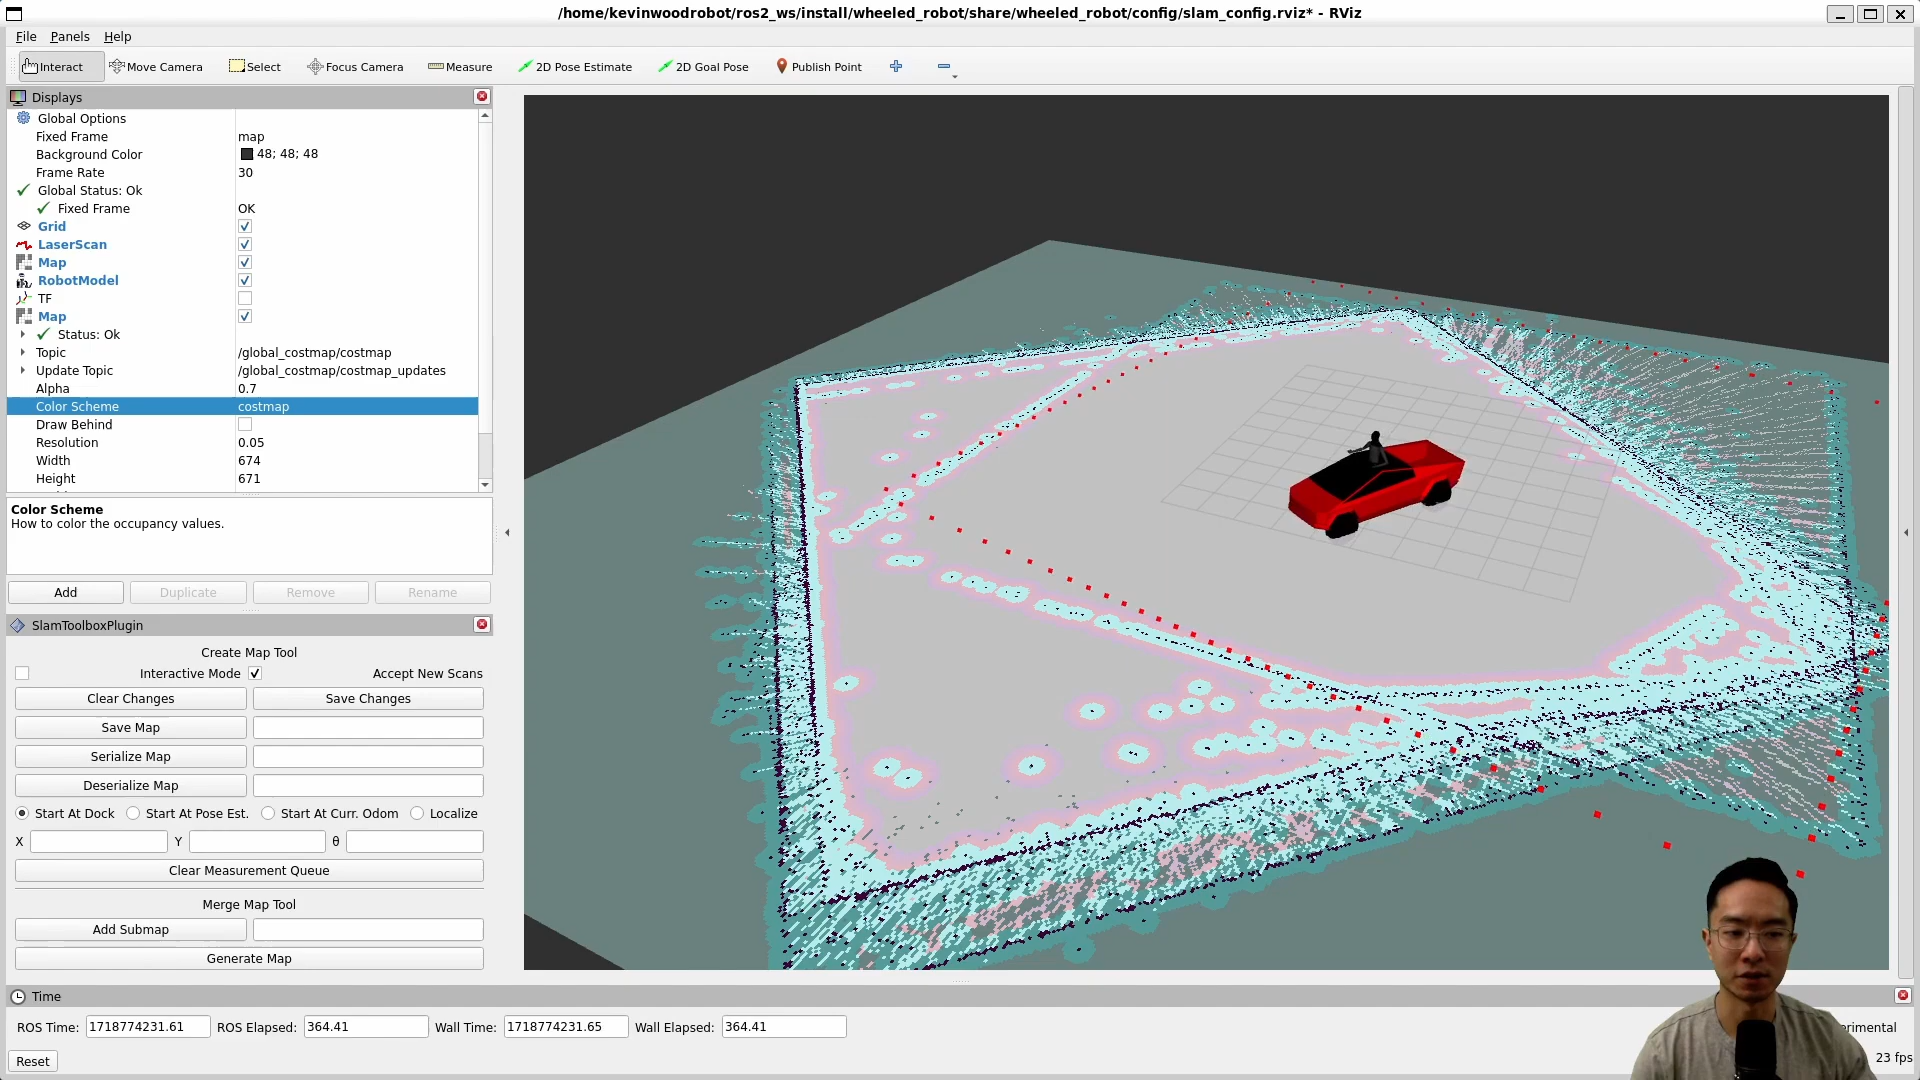 /home/kevinwoodrobot/ros2_ws/install/wheeled_robot/share/wheeled_robot/config/slam_config.rviz* - RViz
File Panels Help
Interact Move Camera Select Focus Camera Measure 2D Pose Estimate 2D Goal Pose Publish Point
Displays
Global Options
Fixed Frame map
Background Color 48; 48; 48
Frame Rate 30
Global Status: Ok
Fixed Frame OK
Grid
LaserScan
Map
RobotModel
TF
Map
Status: Ok
Topic /global_costmap/costmap
Update Topic /global_costmap/costmap_updates
Alpha 0.7
Color Scheme costmap
Draw Behind
Resolution 0.05
Width 674
Height 671
Color Scheme
How to color the occupancy values.
Add Duplicate Remove Rename
SlamToolboxPlugin
Create Map Tool
Interactive Mode Accept New Scans
Clear Changes Save Changes
Save Map
Serialize Map
Deserialize Map
Start At Dock Start At Pose Est. Start At Curr. Odom Localize
X Y θ
Clear Measurement Queue
Merge Map Tool
Add Submap
Generate Map
Time
ROS Time: 1718774231.61 ROS Elapsed: 364.41 Wall Time: 1718774231.65 Wall Elapsed: 364.41
Reset 23 fps